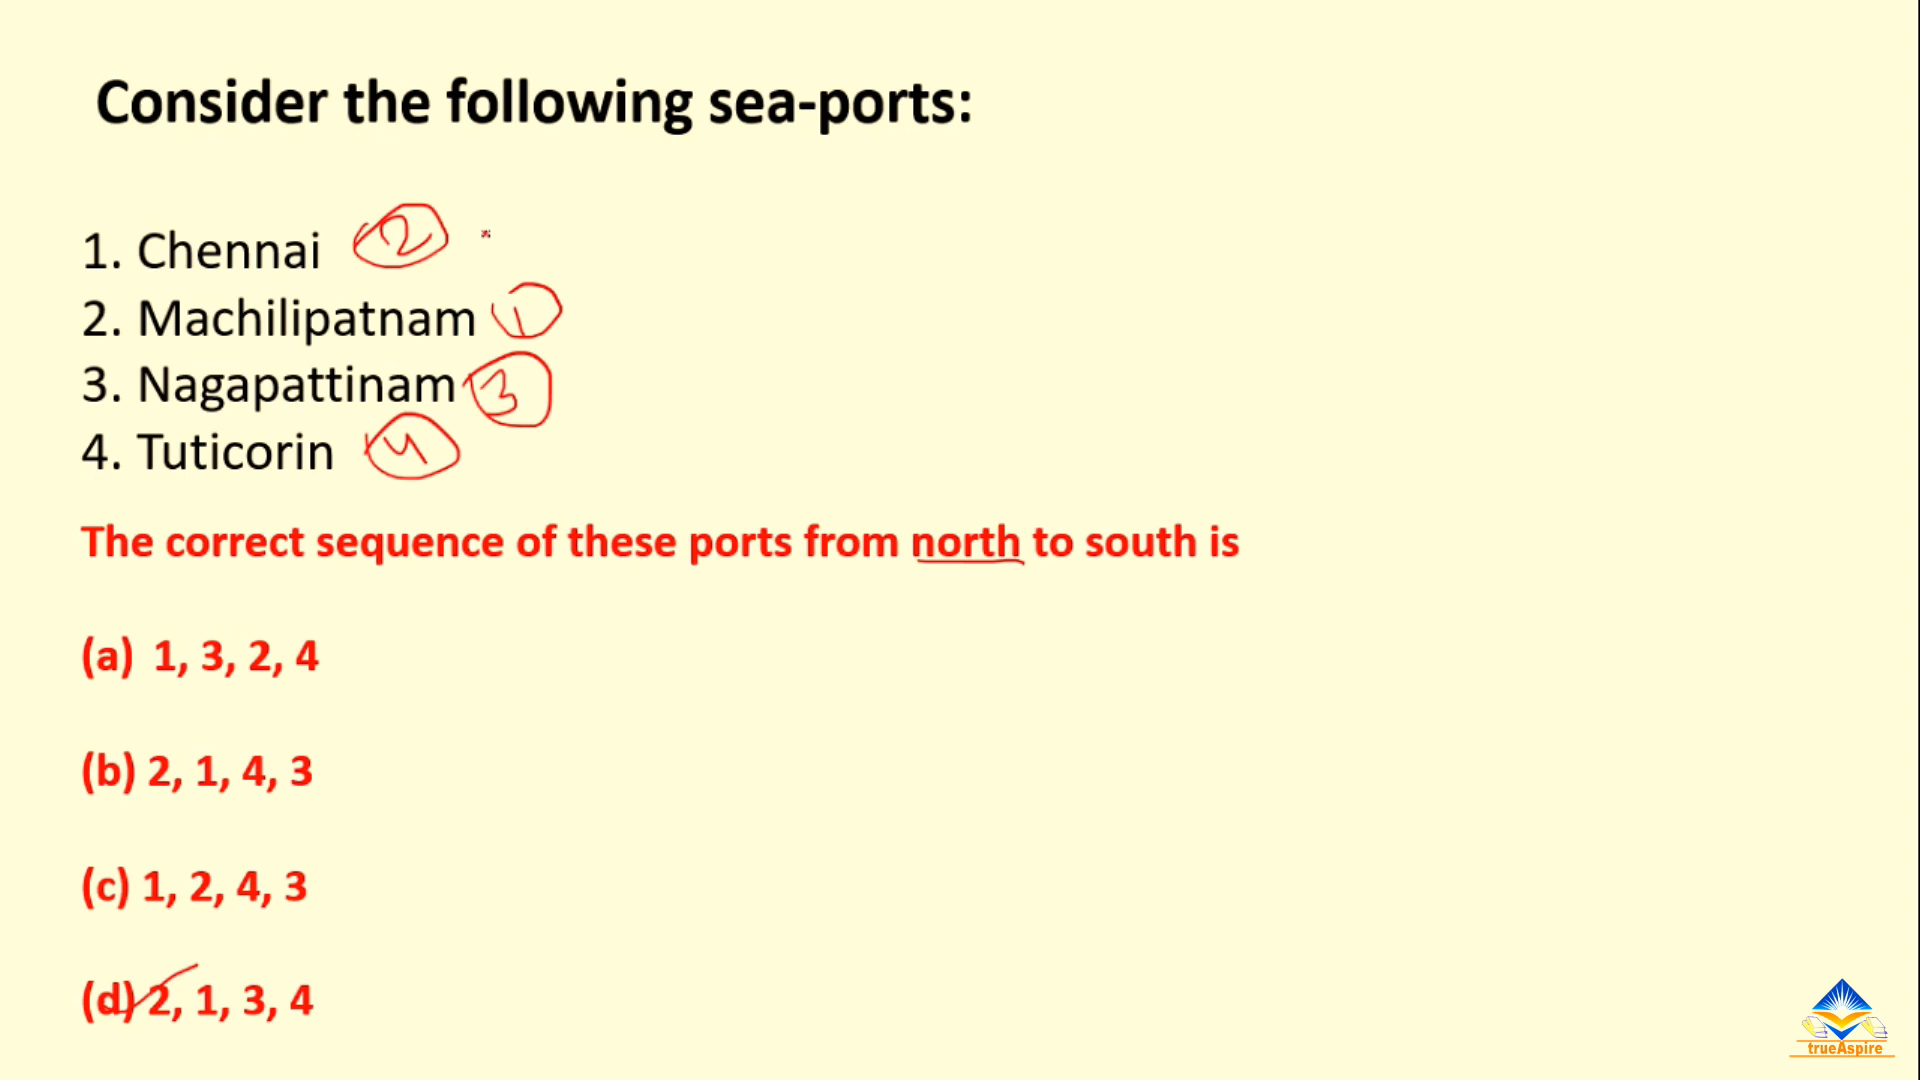 Consider the following sea-ports:
1. Chennai 2
2. Machilipatnam 1
3. Nagapattinam 3
4. Tuticorin 4
The correct sequence of these ports from north to south is
(a) 1, 3, 2, 4
(b) 2, 1, 4, 3
(c) 1, 2, 4, 3
(d) 2, 1, 3, 4
trueAspire